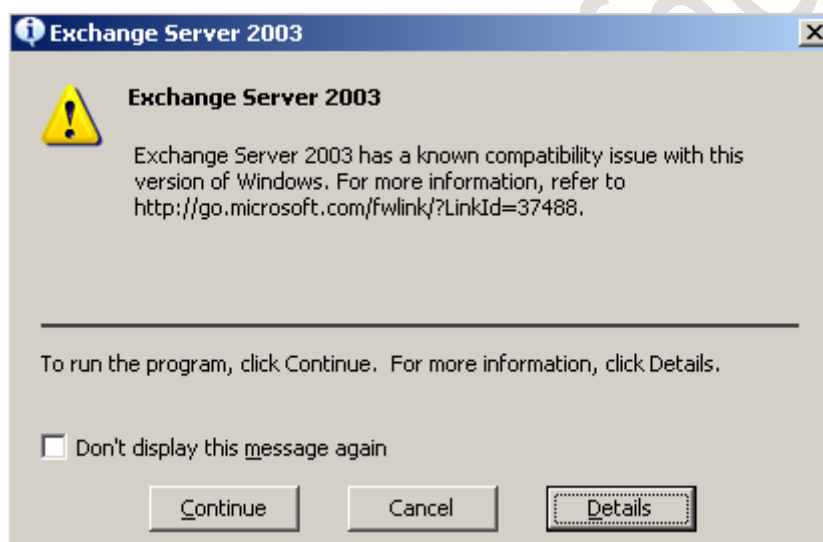 Exchange Server 2003
Exchange Server 2003
Exchange Server 2003 has a known compatibility issue with this
version of Windows. For more information, refer to
http://go.microsoft.com/fwlink/?LinkId=37488.
To run the program, click Continue.  For more information, click Details.
Don't display this message again
Continue Cancel Details